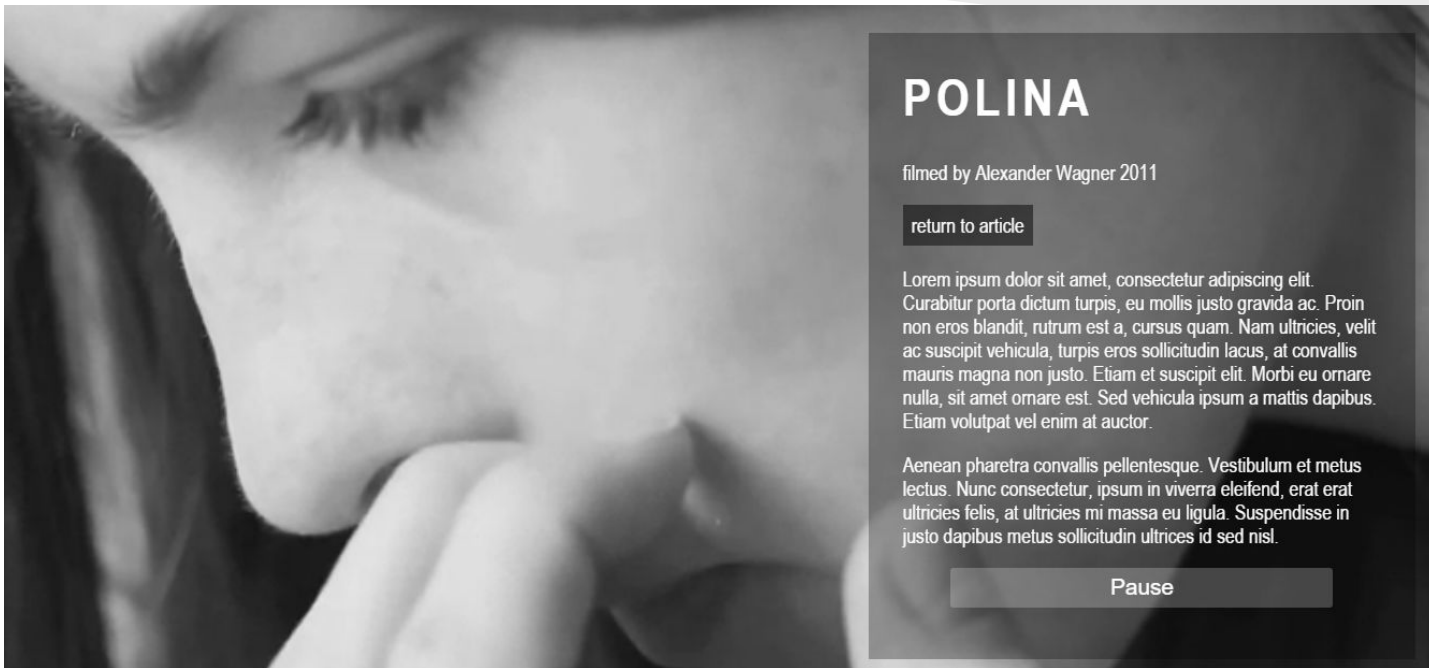 POLINA
filmed by Alexander Wagner 2011
return to article
Lorem ipsum dolor sit amet, consectetur adipiscing elit.
Curabitur porta dictum turpis, eu mollis justo gravida ac. Proin
non eros blandit, rutrum est a, cursus quam. Nam ultricies, velit
ac suscipit vehicula, turpis eros sollicitudin lacus, at convallis
mauris magna non justo. Etiam et suscipit elit. Morbi eu ornare
nulla, sit amet ornare est. Sed vehicula ipsum a mattis dapibus.
Etiam volutpat vel enim at auctor.
Aenean pharetra convallis pellentesque. Vestibulum et metus
lectus. Nunc consectetur, ipsum in viverra eleifend, erat erat
ultricies felis, at ultricies mi massa eu ligula. Suspendisse in
justo dapibus metus sollicitudin ultrices id sed nisl.
Pause